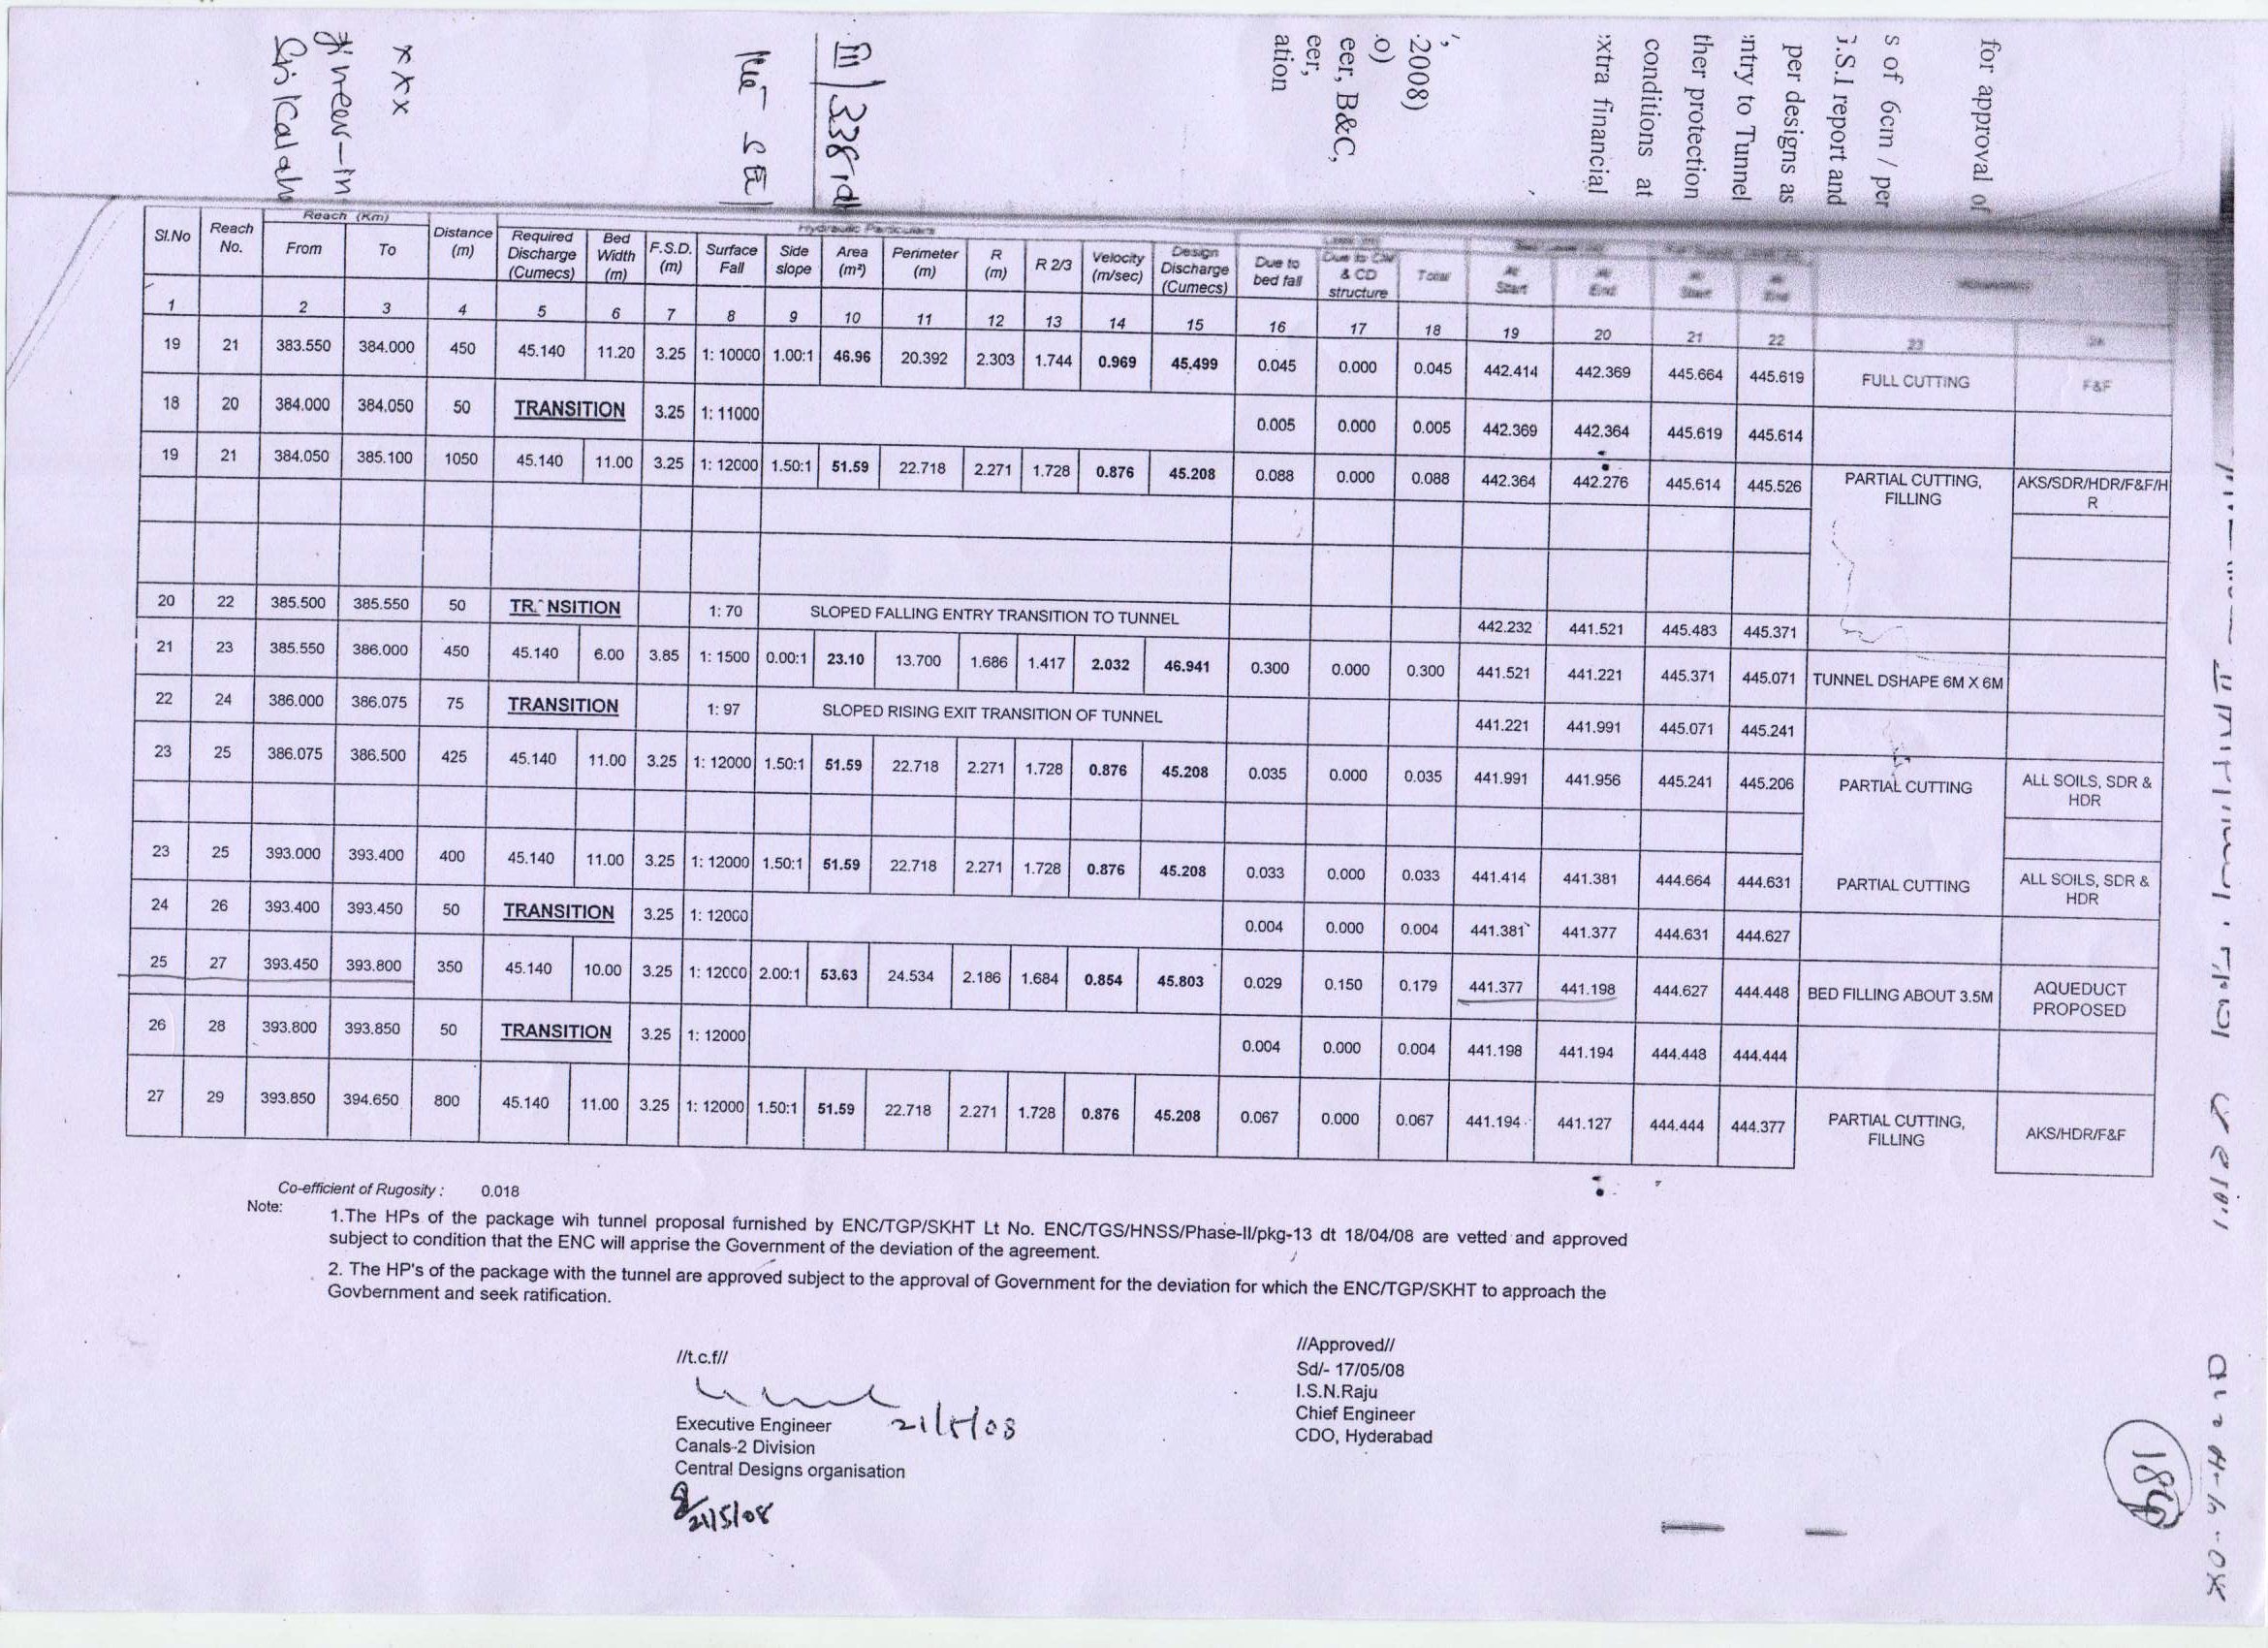 for approval of
s of 6cm / per
G.S.I report and
per designs as
entry to Tunnel
ther protection
conditions at
extra financial
2008)
eer, B&C,
eer,
ation
338
xxx
Sl.No Reach No. Reach (Km) Distance (m) Hydraulic Particulars
From To Required Discharge (Cumecs) Bed Width (m) F.S.D. (m) Surface Fall Side slope Area (m²) Perimeter (m) R (m) R 2/3 Velocity (m/sec) Design Discharge (Cumecs) Due to bed fall & CD structure Total At Start At End At Start At End
1 2 3 4 5 6 7 8 9 10 11 12 13 14 15 16 17 18 19 20 21 22 23 24
19 21 383.550 384.000 450 45.140 11.20 3.25 1: 10000 1.00:1 46.96 20.392 2.303 1.744 0.969 45.499 0.045 0.000 0.045 442.414 442.369 445.664 445.619 FULL CUTTING F&F
18 20 384.000 384.050 50 TRANSITION 3.25 1: 11000 0.005 0.000 0.005 442.369 442.364 445.619 445.614
19 21 384.050 385.100 1050 45.140 11.00 3.25 1: 12000 1.50:1 51.59 22.718 2.271 1.728 0.876 45.208 0.088 0.000 0.088 442.364 442.276 445.614 445.526 PARTIAL CUTTING, FILLING AKS/SDR/HDR/F&F/HR
20 22 385.500 385.550 50 TRANSITION 1: 70 SLOPED FALLING ENTRY TRANSITION TO TUNNEL 442.232 441.521 445.483 445.371
21 23 385.550 386.000 450 45.140 6.00 3.85 1: 1500 0.00:1 23.10 13.700 1.686 1.417 2.032 46.941 0.300 0.000 0.300 441.521 441.221 445.371 445.071 TUNNEL DSHAPE 6M X 6M
22 24 386.000 386.075 75 TRANSITION 1: 97 SLOPED RISING EXIT TRANSITION OF TUNNEL 441.221 441.991 445.071 445.241
23 25 386.075 386.500 425 45.140 11.00 3.25 1: 12000 1.50:1 51.59 22.718 2.271 1.728 0.876 45.208 0.035 0.000 0.035 441.991 441.956 445.241 445.206 PARTIAL CUTTING ALL SOILS, SDR & HDR
23 25 393.000 393.400 400 45.140 11.00 3.25 1: 12000 1.50:1 51.59 22.718 2.271 1.728 0.876 45.208 0.033 0.000 0.033 441.414 441.381 444.664 444.631 PARTIAL CUTTING ALL SOILS, SDR & HDR
24 26 393.400 393.450 50 TRANSITION 3.25 1: 12000 0.004 0.000 0.004 441.381 441.377 444.631 444.627
25 27 393.450 393.800 350 45.140 10.00 3.25 1: 12000 2.00:1 53.63 24.534 2.186 1.684 0.854 45.803 0.029 0.150 0.179 441.377 441.198 444.627 444.448 BED FILLING ABOUT 3.5M AQUEDUCT PROPOSED
26 28 393.800 393.850 50 TRANSITION 3.25 1: 12000 0.004 0.000 0.004 441.198 441.194 444.448 444.444
27 29 393.850 394.650 800 45.140 11.00 3.25 1: 12000 1.50:1 51.59 22.718 2.271 1.728 0.876 45.208 0.067 0.000 0.067 441.194 441.127 444.444 444.377 PARTIAL CUTTING, FILLING AKS/HDR/F&F
Co-efficient of Rugosity : 0.018
Note:
1.The HPs of the package wih tunnel proposal furnished by ENC/TGP/SKHT Lt No. ENC/TGS/HNSS/Phase-II/pkg-13 dt 18/04/08 are vetted and approved
subject to condition that the ENC will apprise the Government of the deviation of the agreement.
2. The HP's of the package with the tunnel are approved subject to the approval of Government for the deviation for which the ENC/TGP/SKHT to approach the
Govbernment and seek ratification.
//t.c.f//
Executive Engineer 21/5/08
Canals-2 Division
Central Designs organisation
21/5/08
//Approved//
Sd/- 17/05/08
I.S.N.Raju
Chief Engineer
CDO, Hyderabad